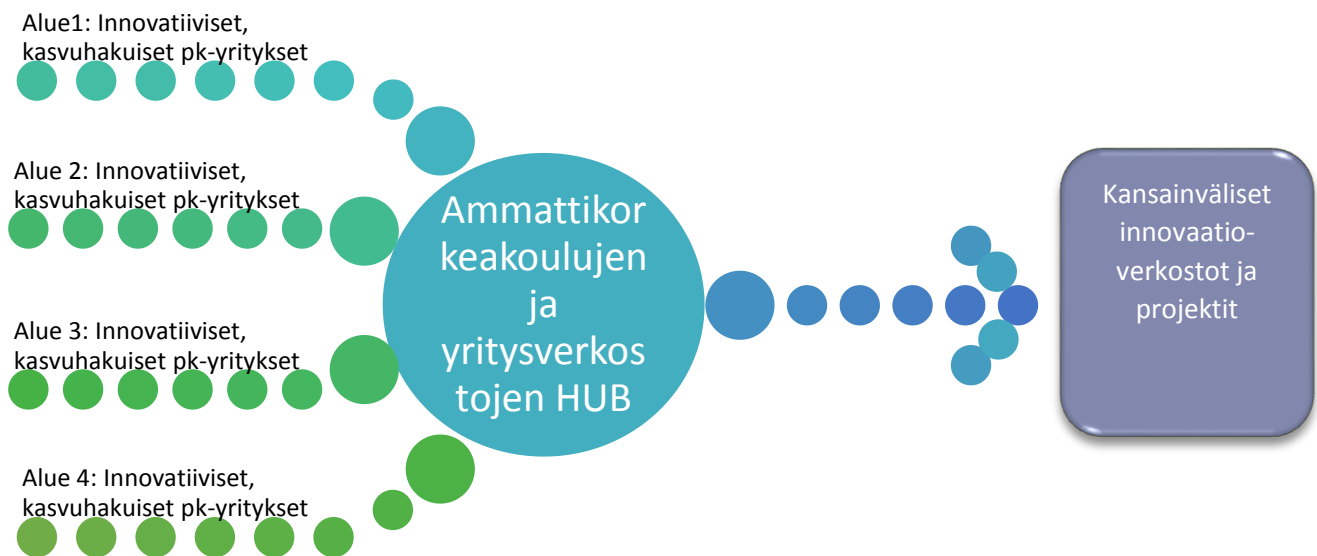 Alue1: Innovatiiviset,
kasvuhakuiset pk-yritykset
Alue 2: Innovatiiviset,
kasvuhakuiset pk-yritykset
Alue 3: Innovatiiviset,
kasvuhakuiset pk-yritykset
Alue 4: Innovatiiviset,
kasvuhakuiset pk-yritykset
Ammattikor
keakoulujen
ja
yritysverkos
tojen HUB
Kansainväliset
innovaatio-
verkostot ja
projektit